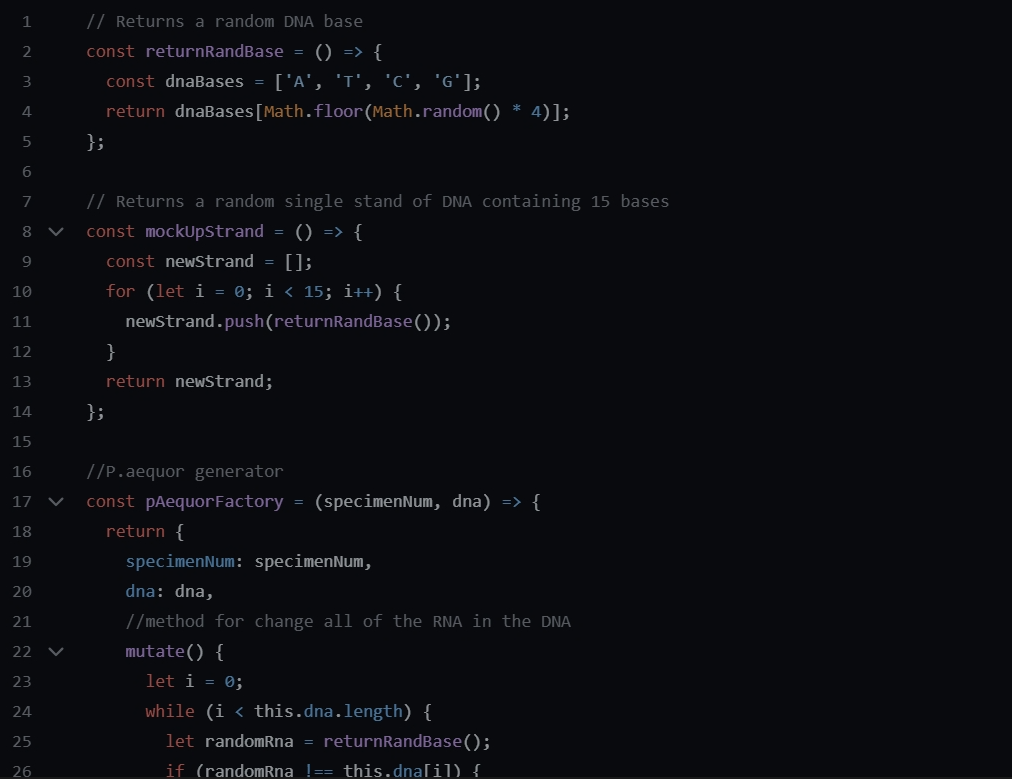 1 // Returns a random DNA base
2 const returnRandBase = () => {
3 const dnaBases = ['A', 'T', 'C', 'G'];
4 return dnaBases[Math.floor(Math.random() * 4)];
5 };
6
7 // Returns a random single stand of DNA containing 15 bases
8 const mockUpStrand = () => {
9 const newStrand = [];
10 for (let i = 0; i < 15; i++) {
11 newStrand.push(returnRandBase());
12 }
13 return newStrand;
14 };
15
16 //P.aequor generator
17 const pAequorFactory = (specimenNum, dna) => {
18 return {
19 specimenNum: specimenNum,
20 dna: dna,
21 //method for change all of the RNA in the DNA
22 mutate() {
23 let i = 0;
24 while (i < this.dna.length) {
25 let randomRna = returnRandBase();
26 if (randomRna !== this.dna[i]) {